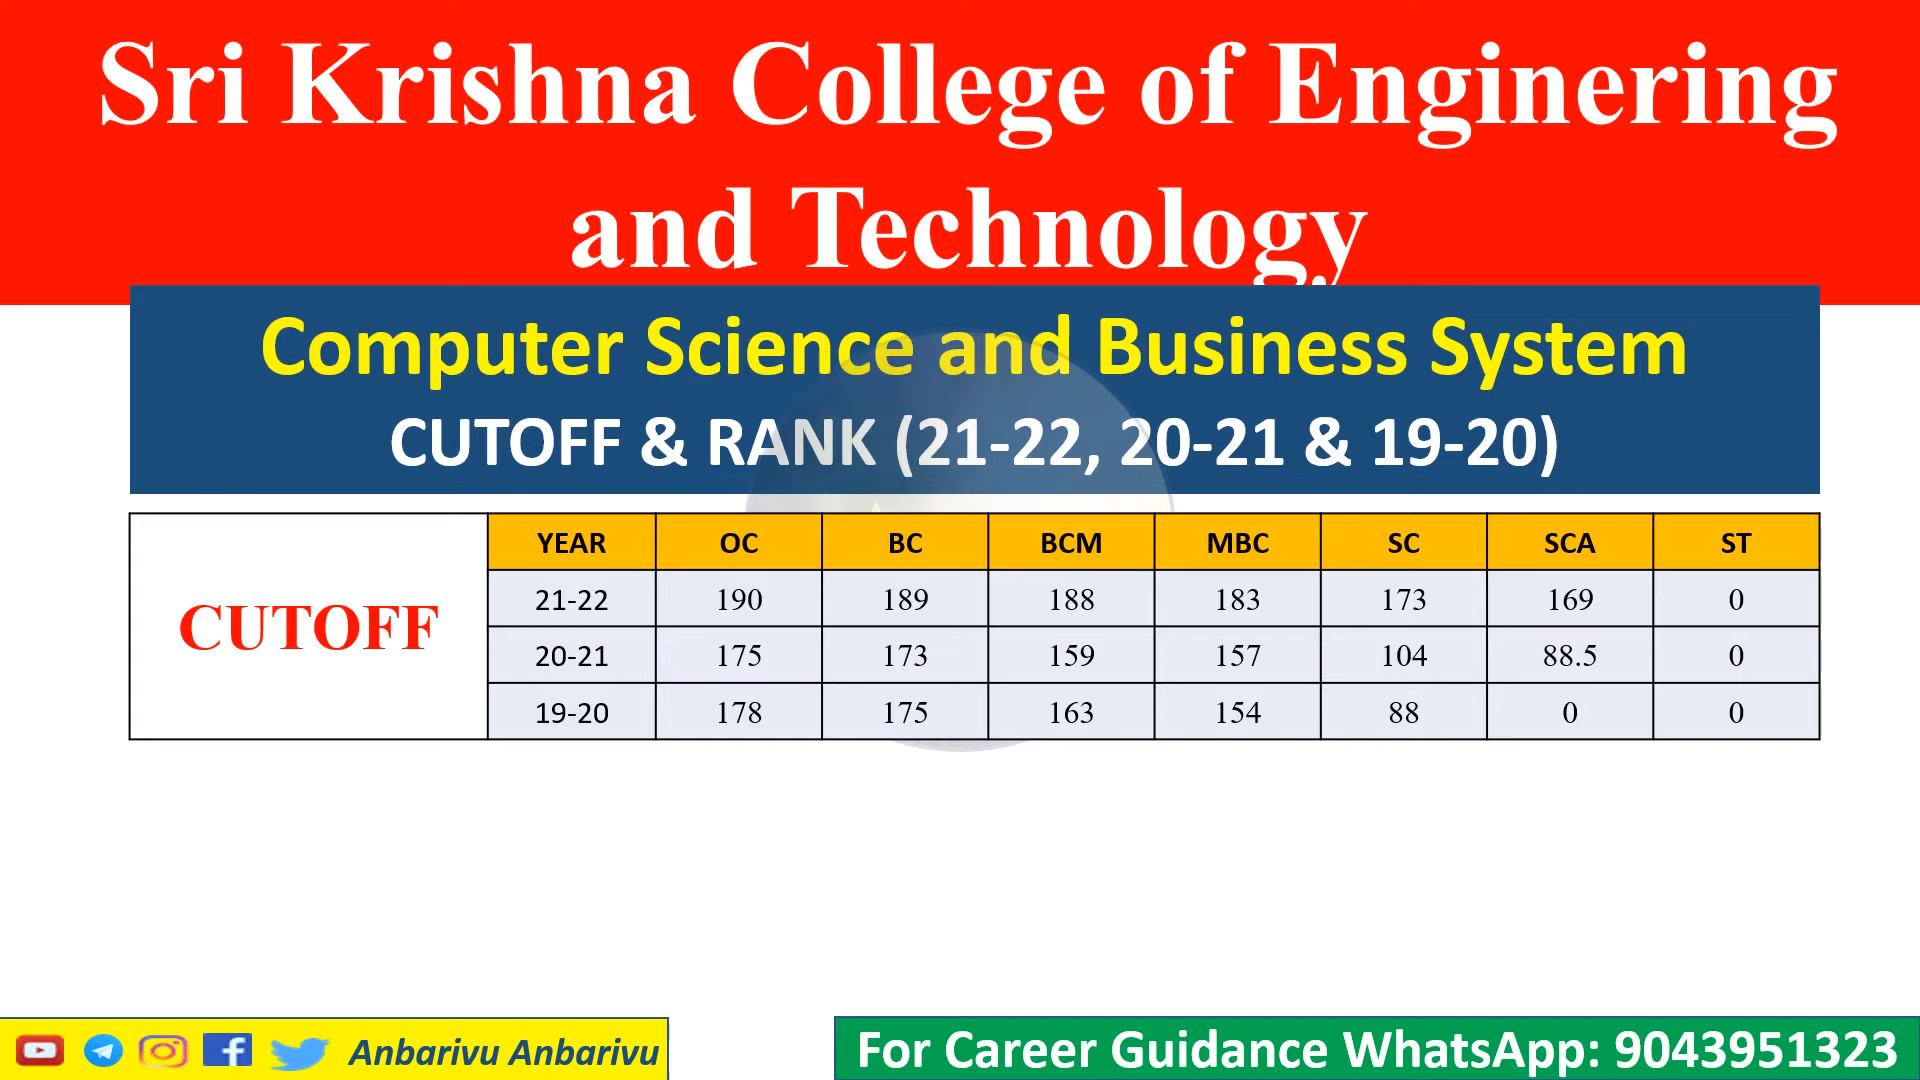 Sri Krishna College of Enginering
and Technology
Computer Science and Business System
CUTOFF & RANK (21-22, 20-21 & 19-20)
CUTOFF
YEAR OC BC BCM MBC SC SCA ST
21-22 190 189 188 183 173 169 0
20-21 175 173 159 157 104 88.5 0
19-20 178 175 163 154 88 0 0
Anbarivu Anbarivu
For Career Guidance WhatsApp: 9043951323